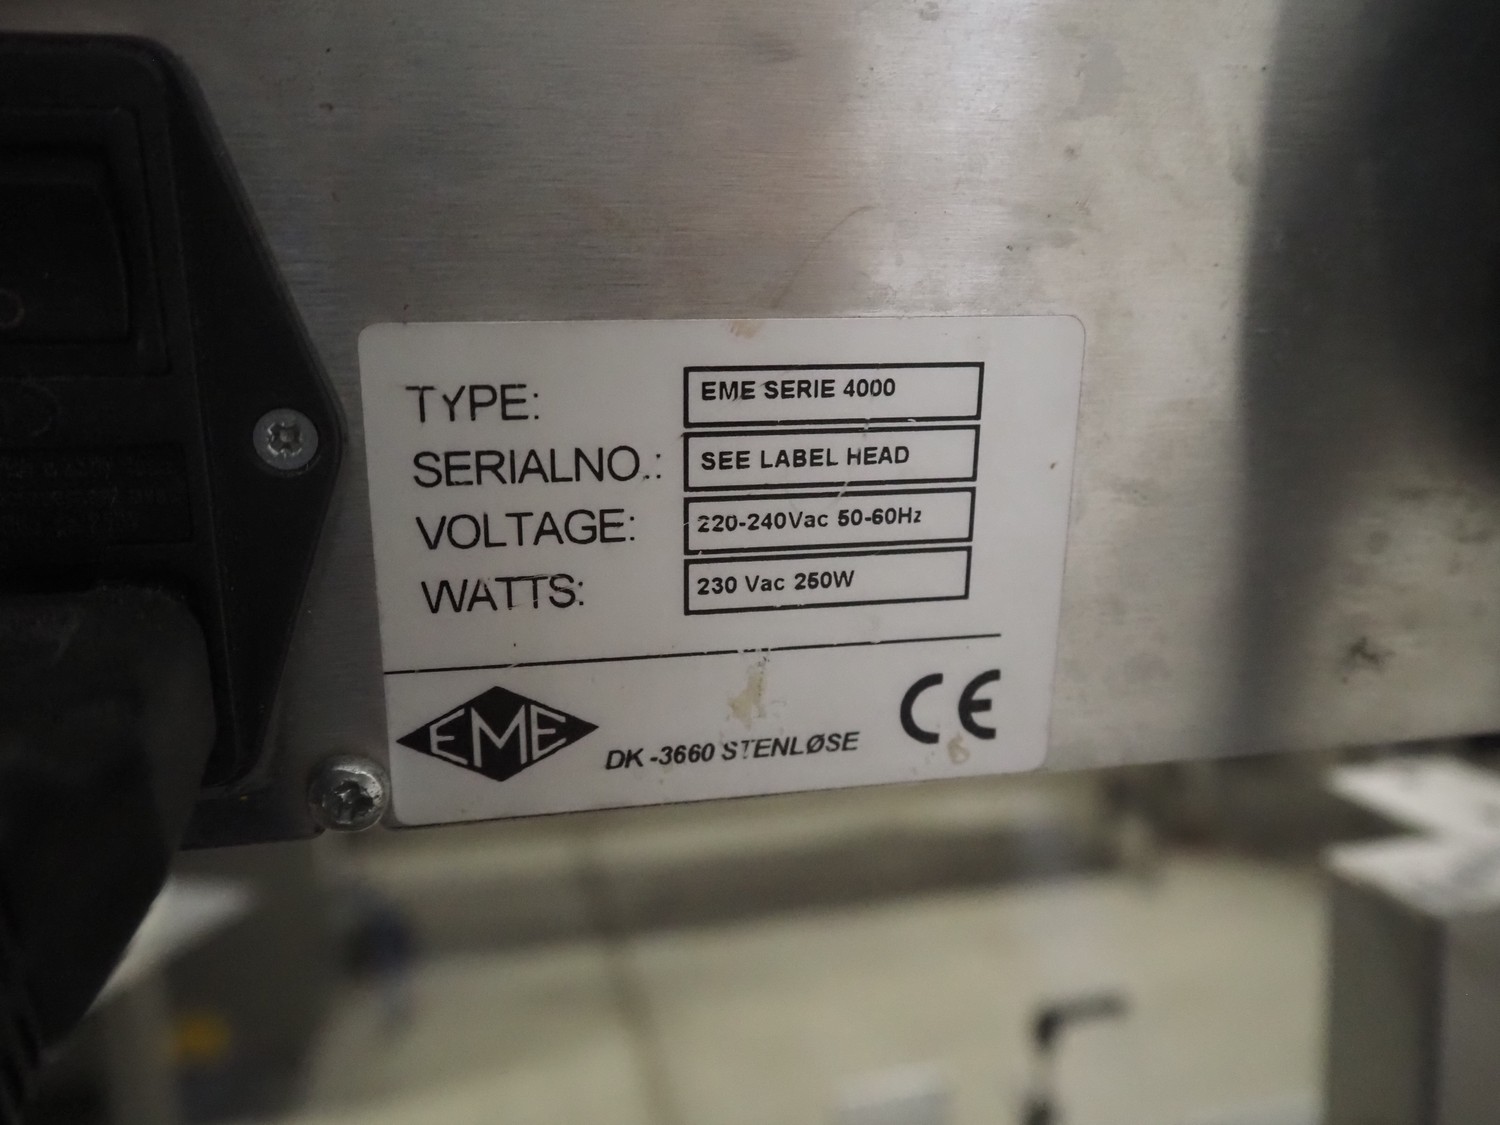 TYPE: EME SERIE 4000
SERIALNO.: SEE LABEL HEAD
VOLTAGE: 220-240Vac 50-60Hz
WATTS: 230 Vac 250W
EME DK-3660 STENLØSE CE